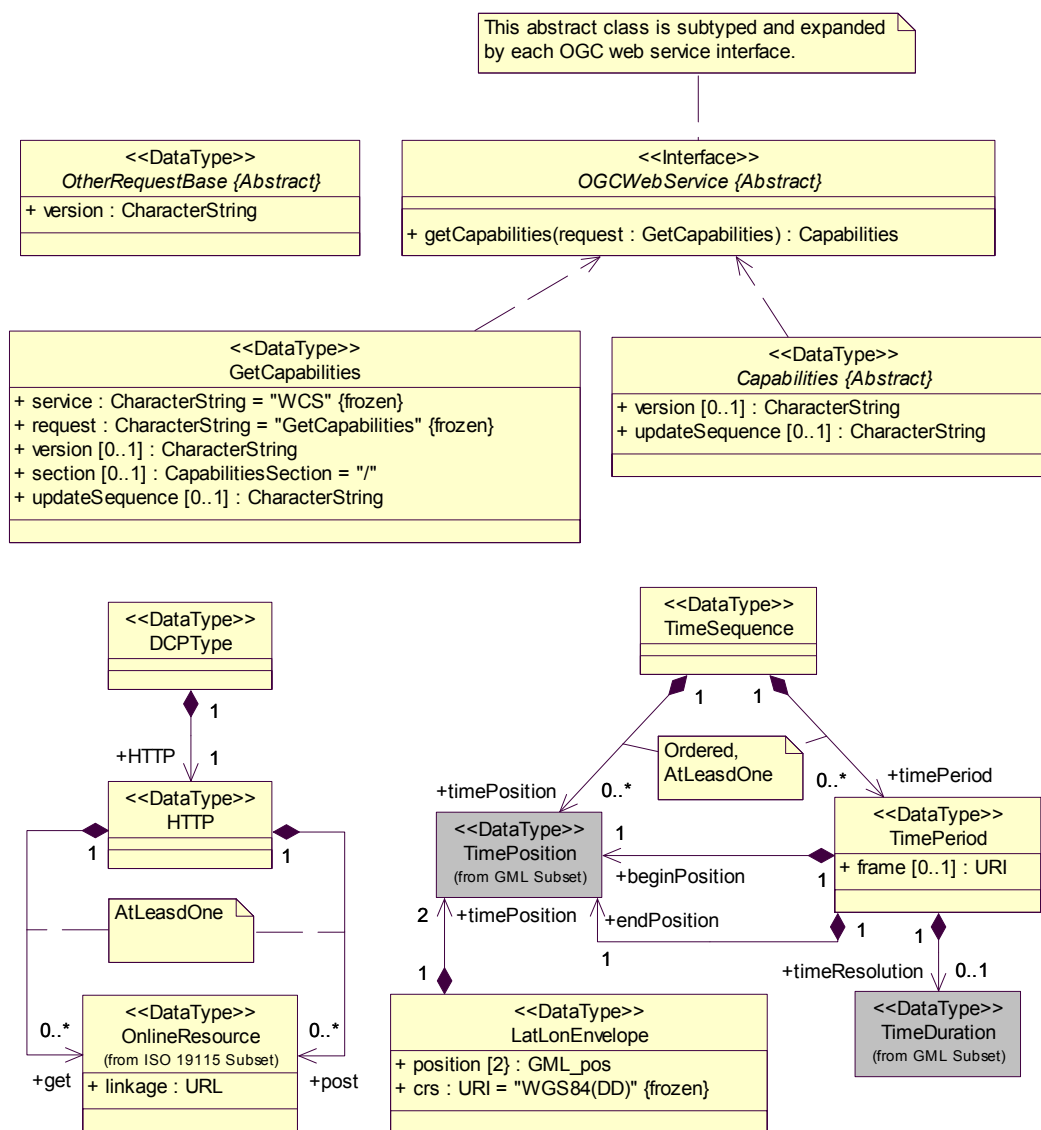 This abstract class is subtyped and expanded
by each OGC web service interface.
<<DataType>>
OtherRequestBase {Abstract}
+ version : CharacterString
<<Interface>>
OGCWebService {Abstract}
+ getCapabilities(request : GetCapabilities) : Capabilities
<<DataType>>
GetCapabilities
+ service : CharacterString = "WCS" {frozen}
+ request : CharacterString = "GetCapabilities" {frozen}
+ version [0..1] : CharacterString
+ section [0..1] : CapabilitiesSection = "/"
+ updateSequence [0..1] : CharacterString
<<DataType>>
Capabilities {Abstract}
+ version [0..1] : CharacterString
+ updateSequence [0..1] : CharacterString
<<DataType>>
DCPType
1
+HTTP
1
<<DataType>>
HTTP
1
1
AtLeasdOne
0..*
0..*
+get
+post
<<DataType>>
OnlineResource
(from ISO 19115 Subset)
+ linkage : URL
<<DataType>>
TimeSequence
1
1
Ordered,
AtLeasdOne
+timePosition
0..*
0..*
+timePeriod
<<DataType>>
TimePosition
(from GML Subset)
1
+beginPosition
1
<<DataType>>
TimePeriod
+ frame [0..1] : URI
2
+timePosition
+endPosition
1
1
1
1
+timeResolution
0..1
<<DataType>>
LatLonEnvelope
+ position [2} : GML_pos
+ crs : URI = "WGS84(DD)" {frozen}
<<DataType>>
TimeDuration
(from GML Subset)